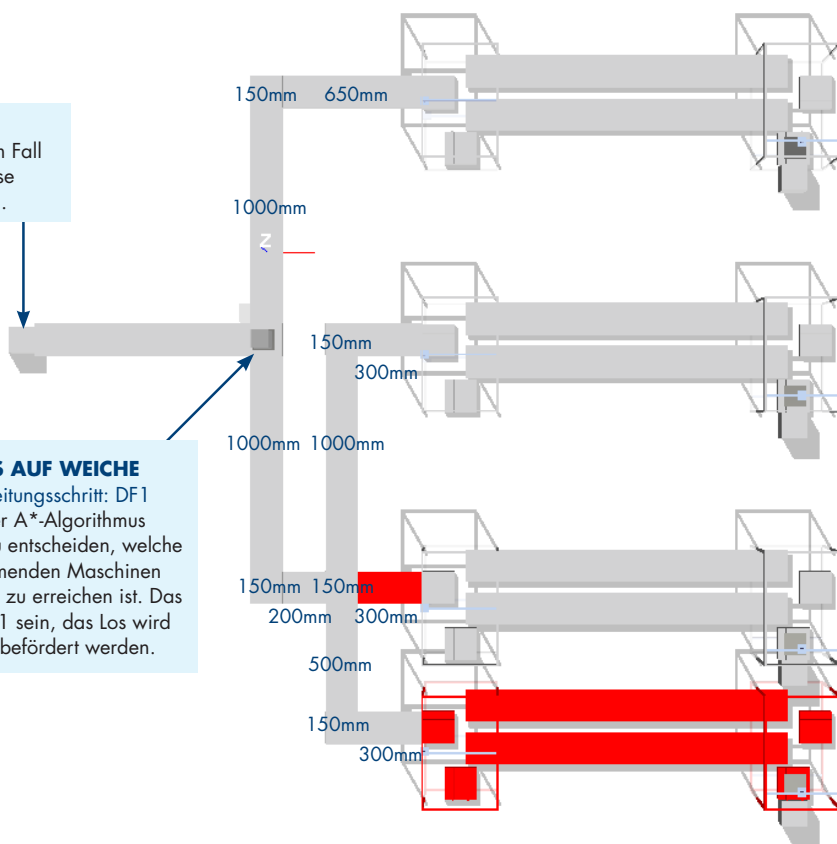 n Fall
se
.
150mm 650mm
1000mm
Z
150mm
300mm
1000mm 1000mm
S AUF WEICHE
eitungsschritt: DF1
er A*-Algorithmus
u entscheiden, welche
menden Maschinen
zu erreichen ist. Das
1 sein, das Los wird
befördert werden.
150mm 150mm
200mm 300mm
500mm
150mm
300mm